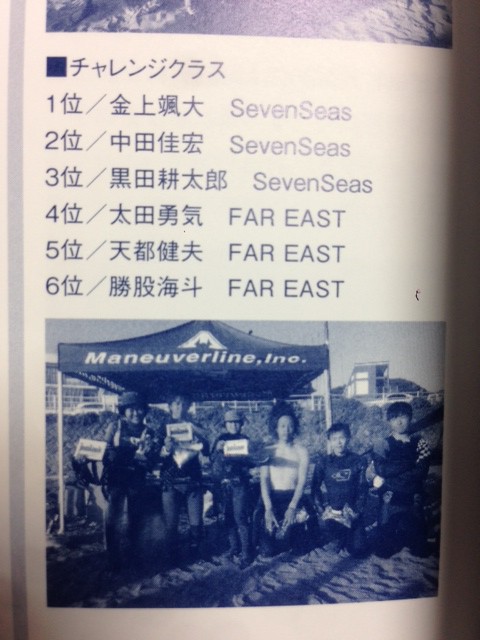 ■チャレンジクラス
1位／金上颯大　SevenSeas
2位／中田佳宏　SevenSeas
3位／黒田耕太郎　SevenSeas
4位／太田勇気　FAR EAST
5位／天都健夫　FAR EAST
6位／勝股海斗　FAR EAST
Maneuverline,Inc.